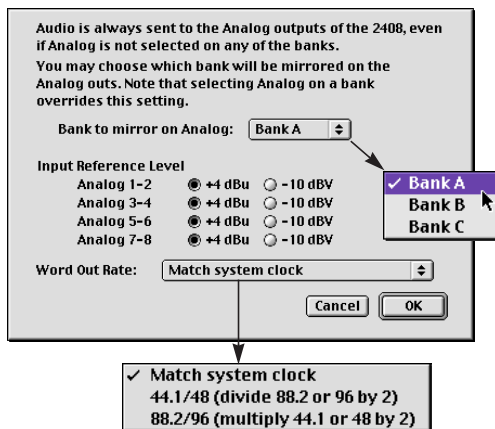 Audio is always sent to the Analog outputs of the 2408, even
if Analog is not selected on any of the banks.
You may choose which bank will be mirrored on the
Analog outs. Note that selecting Analog on a bank
overrides this setting.
Bank to mirror on Analog: Bank A
Input Reference Level
Analog 1-2 +4 dBu -10 dBV
Analog 3-4 +4 dBu -10 dBV
Analog 5-6 +4 dBu -10 dBV
Analog 7-8 +4 dBu -10 dBV
Bank A
Bank B
Bank C
Word Out Rate: Match system clock
Cancel OK
Match system clock
44.1/48 (divide 88.2 or 96 by 2)
88.2/96 (multiply 44.1 or 48 by 2)